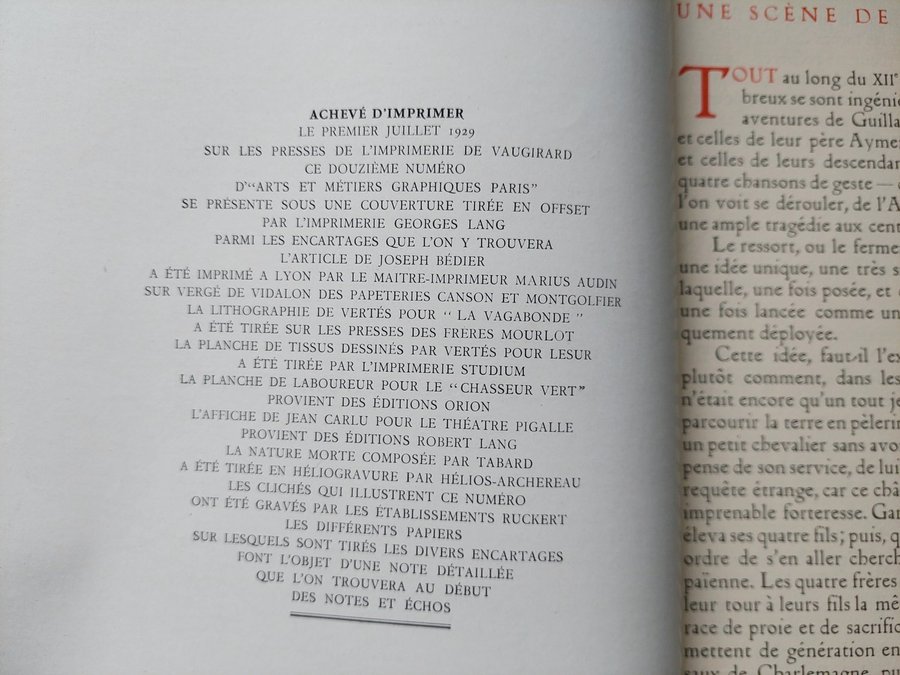 ACHEVÉ D'IMPRIMER
LE PREMIER JUILLET 1929
SUR LES PRESSES DE L'IMPRIMERIE DE VAUGIRARD
CE DOUZIÈME NUMÉRO
D'“ARTS ET MÉTIERS GRAPHIQUES PARIS”
SE PRÉSENTE SOUS UNE COUVERTURE TIRÉE EN OFFSET
PAR L'IMPRIMERIE GEORGES LANG
PARMI LES ENCARTAGES QUE L'ON Y TROUVERA
L'ARTICLE DE JOSEPH BÉDIER
A ÉTÉ IMPRIMÉ A LYON PAR LE MAITRE-IMPRIMEUR MARIUS AUDIN
SUR VERGÉ DE VIDALON DES PAPETERIES CANSON ET MONTGOLFIER
LA LITHOGRAPHIE DE VERTÉS POUR “ LA VAGABONDE ”
A ÉTÉ TIRÉE SUR LES PRESSES DES FRERES MOURLOT
LA PLANCHE DE TISSUS DESSINÉS PAR VERTÉS POUR LESUR
A ÉTÉ TIRÉE PAR L'IMPRIMERIE STUDIUM
LA PLANCHE DE LABOUREUR POUR LE “CHASSEUR VERT”
PROVIENT DES ÉDITIONS ORION
L'AFFICHE DE JEAN CARLU POUR LE THÉATRE PIGALLE
PROVIENT DES ÉDITIONS ROBERT LANG
LA NATURE MORTE COMPOSÉE PAR TABARD
A ÉTÉ TIRÉE EN HÉLIOGRAVURE PAR HÉLIOS-ARCHEREAU
LES CLICHÉS QUI ILLUSTRENT CE NUMÉRO
ONT ÉTÉ GRAVÉS PAR LES ÉTABLISSEMENTS RUCKERT
LES DIFFÉRENTS PAPIERS
SUR LESQUELS SONT TIRÉS LES DIVERS ENCARTAGES
FONT L'OBJET D'UNE NOTE DÉTAILLÉE
QUE L'ON TROUVERA AU DÉBUT
DES NOTES ET ÉCHOS
UNE SCÈNE DE
TOUT au long du XIIe
breux se sont ingénié
aventures de Guilla
et celles de leur père Ayme
et celles de leurs descendan
quatre chansons de geste —
l'on voit se dérouler, de l'A
une ample tragédie aux cent
Le ressort, ou le ferme
une idée unique, une très s
laquelle, une fois posée, et
une fois lancée comme un
quement déployée.
Cette idée, faut-il l'ex
plutôt comment, dans les
n'était encore qu'un tout je
parcourir la terre en pèlerin
un petit chevalier sans avo
pense de son service, de lui
requête étrange, car ce châ
imprenable forteresse. Gar
éleva ses quatre fils; puis, q
ordre de s'en aller cherch
païenne. Les quatre frères
leur tour à leurs fils la mê
race de proie et de sacrific
mettent de génération en
saux de Charlemagne, pu